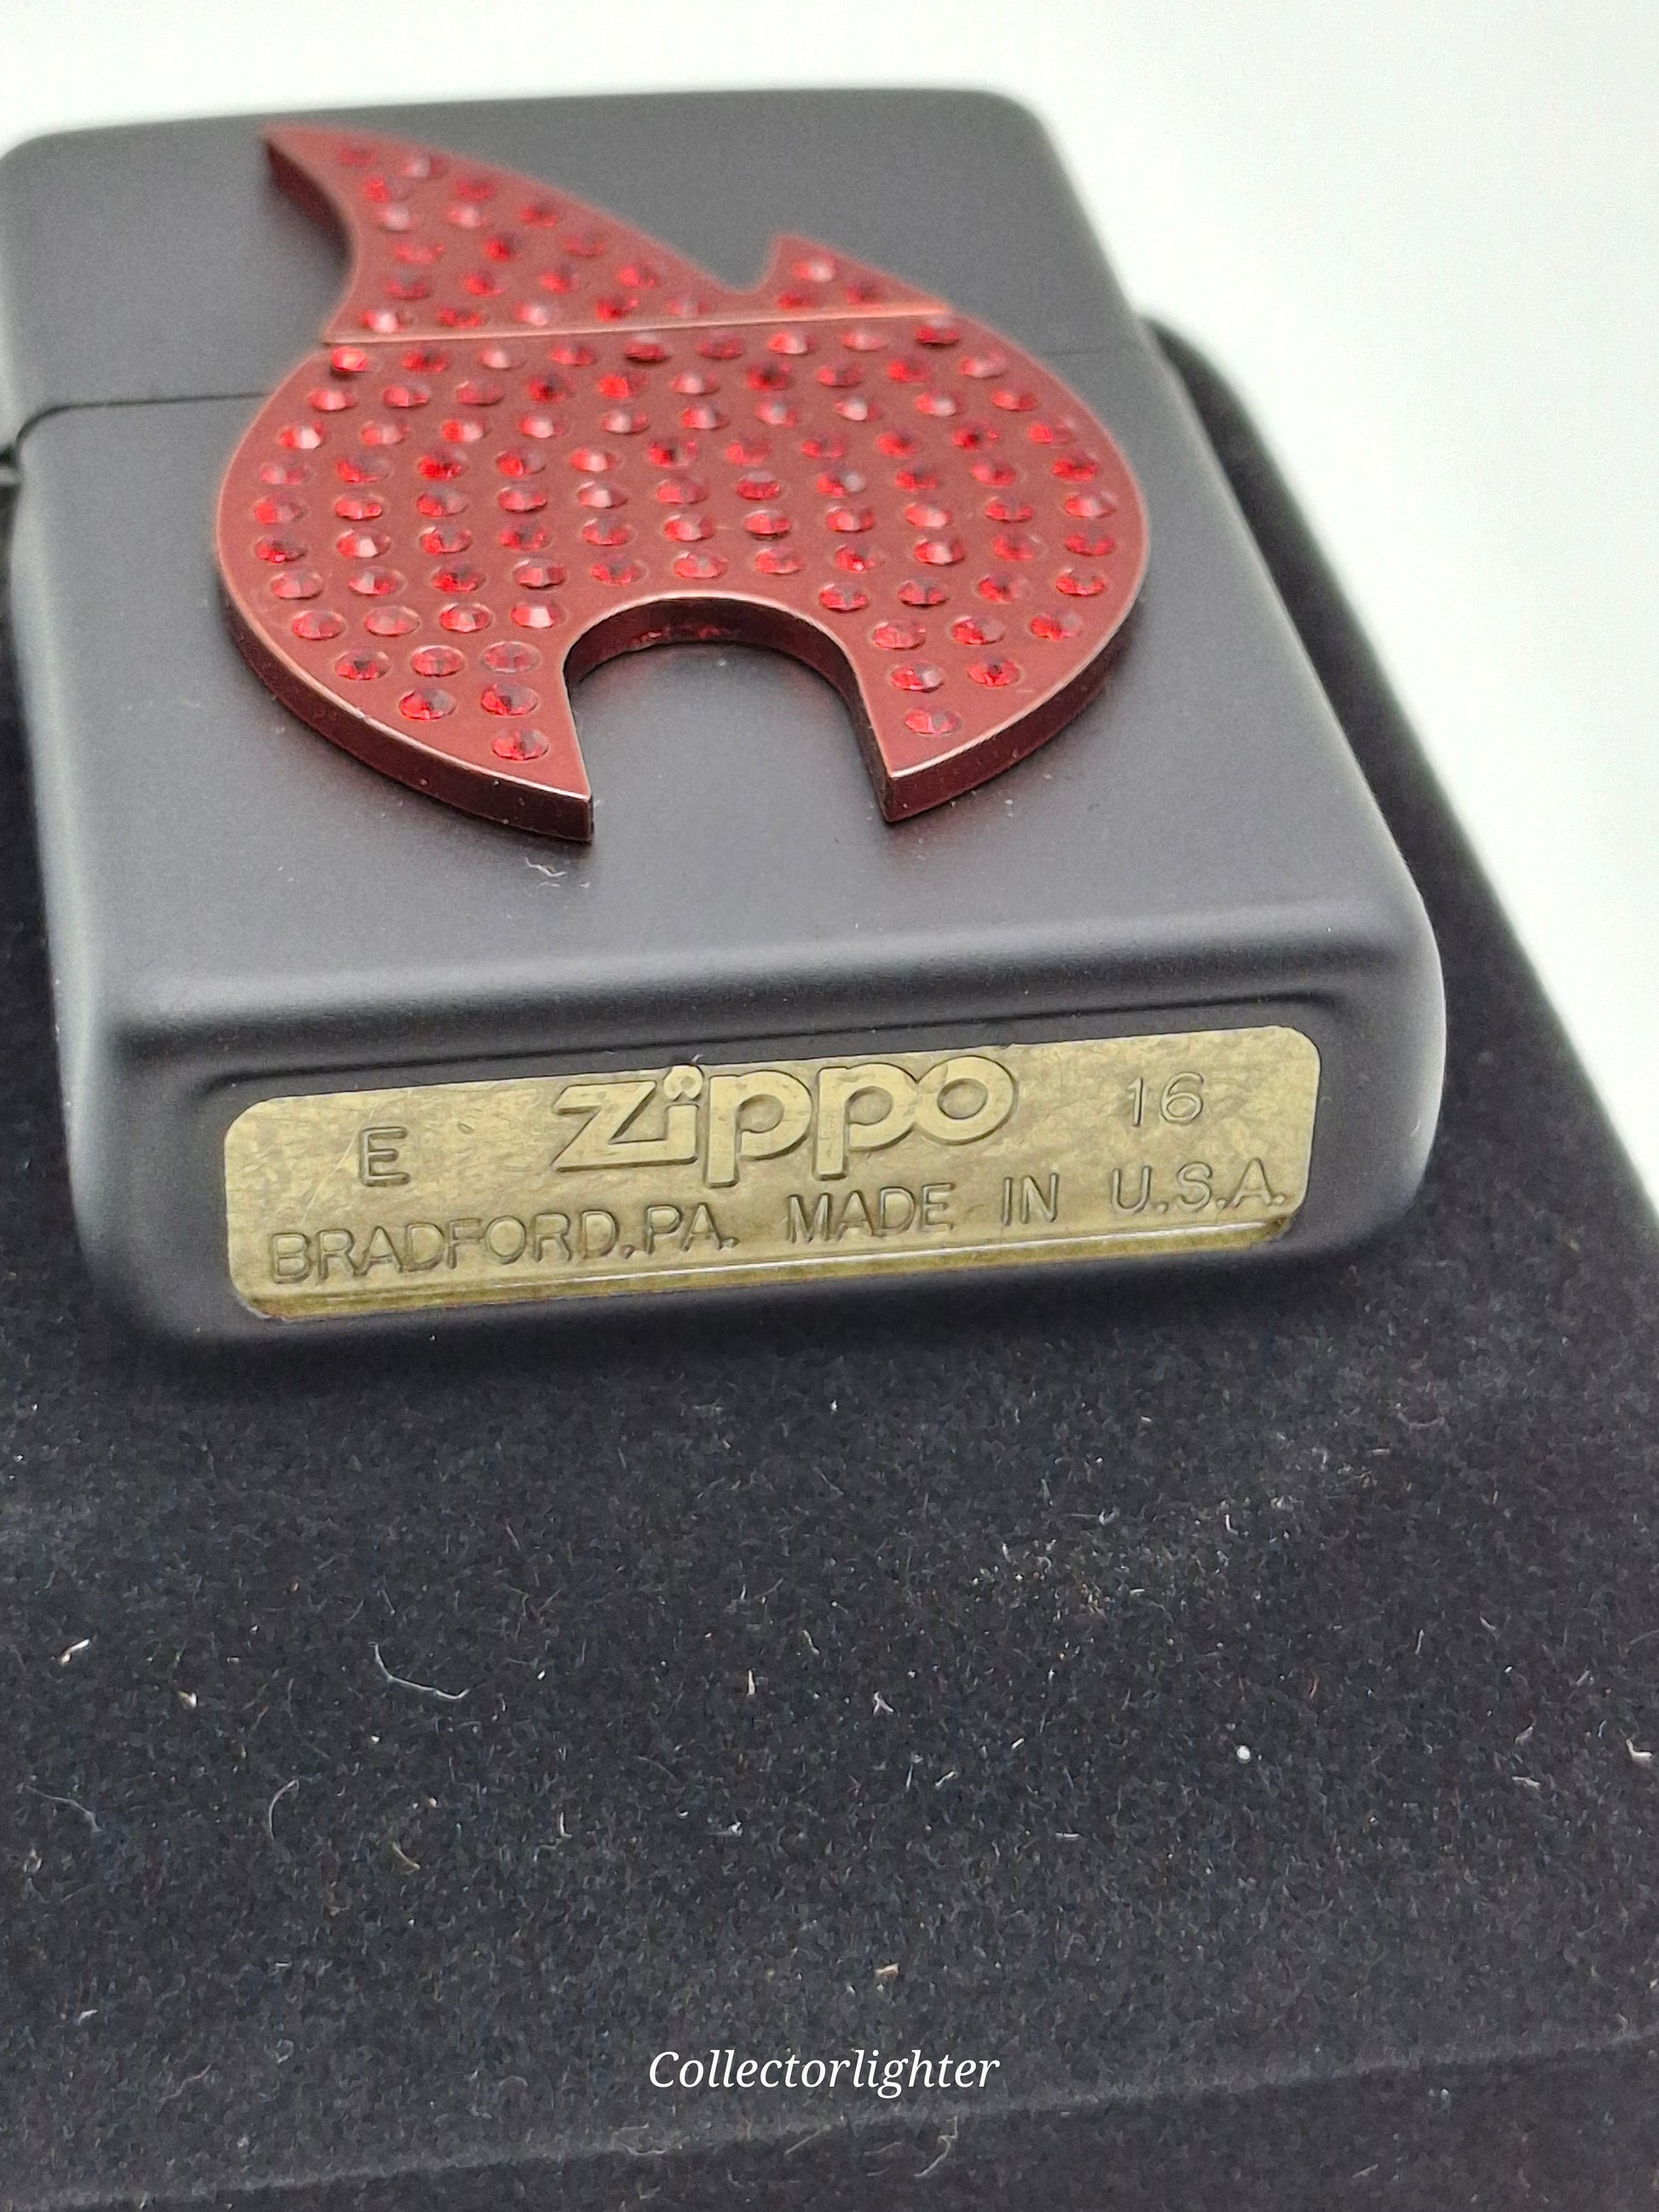 E zippo 16
BRADFORD,PA. MADE IN U.S.A.
Collectorlighter